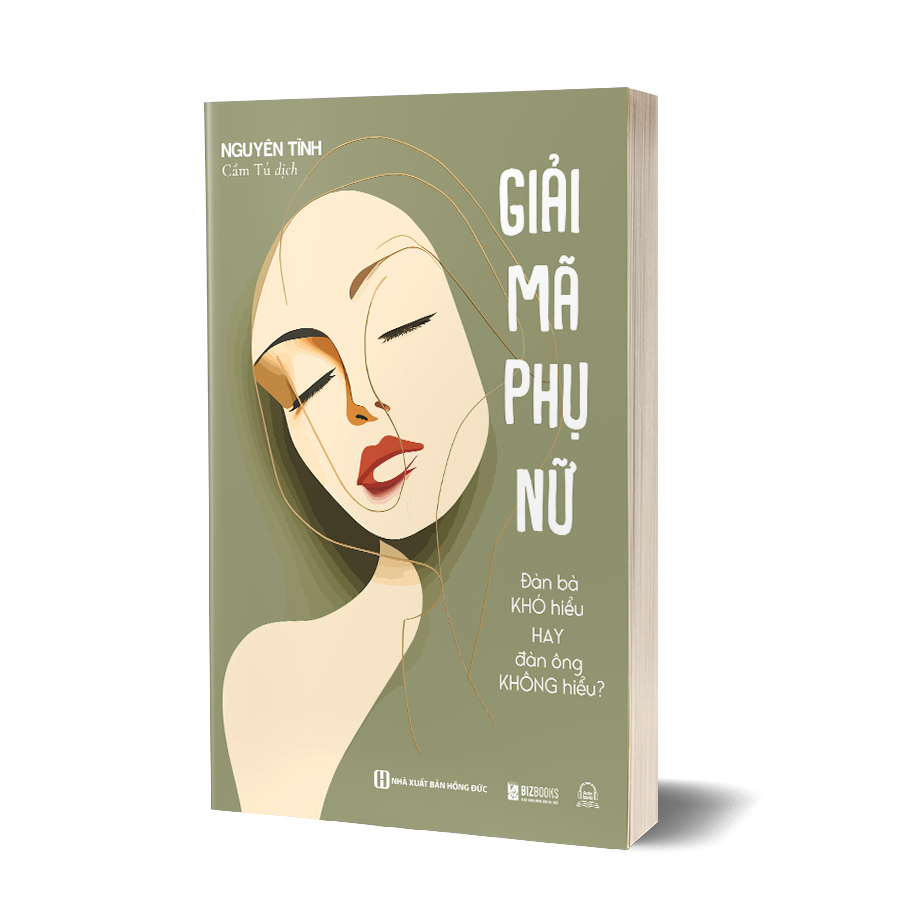 NGUYÊN TĨNH
Cẩm Tú dịch
GIẢI
MÃ
PHỤ
NỮ
Đàn bà
KHÓ hiểu
HAY
đàn ông
KHÔNG hiểu?
NHÀ XUẤT BẢN HỒNG ĐỨC
BIZBOOKS